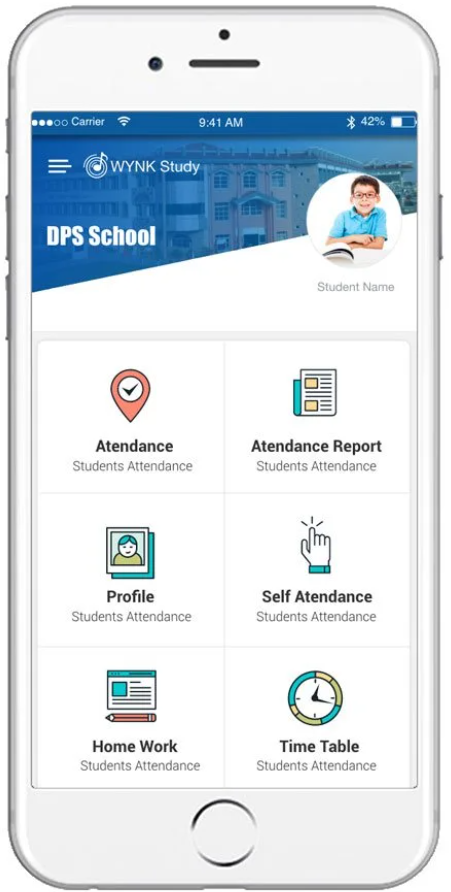 Carrier 9:41 AM 42%
WYNK Study
DPS School
Student Name
Atendance Atendance Report
Students Attendance Students Attendance
Profile Self Atendance
Students Attendance Students Attendance
Home Work Time Table
Students Attendance Students Attendance